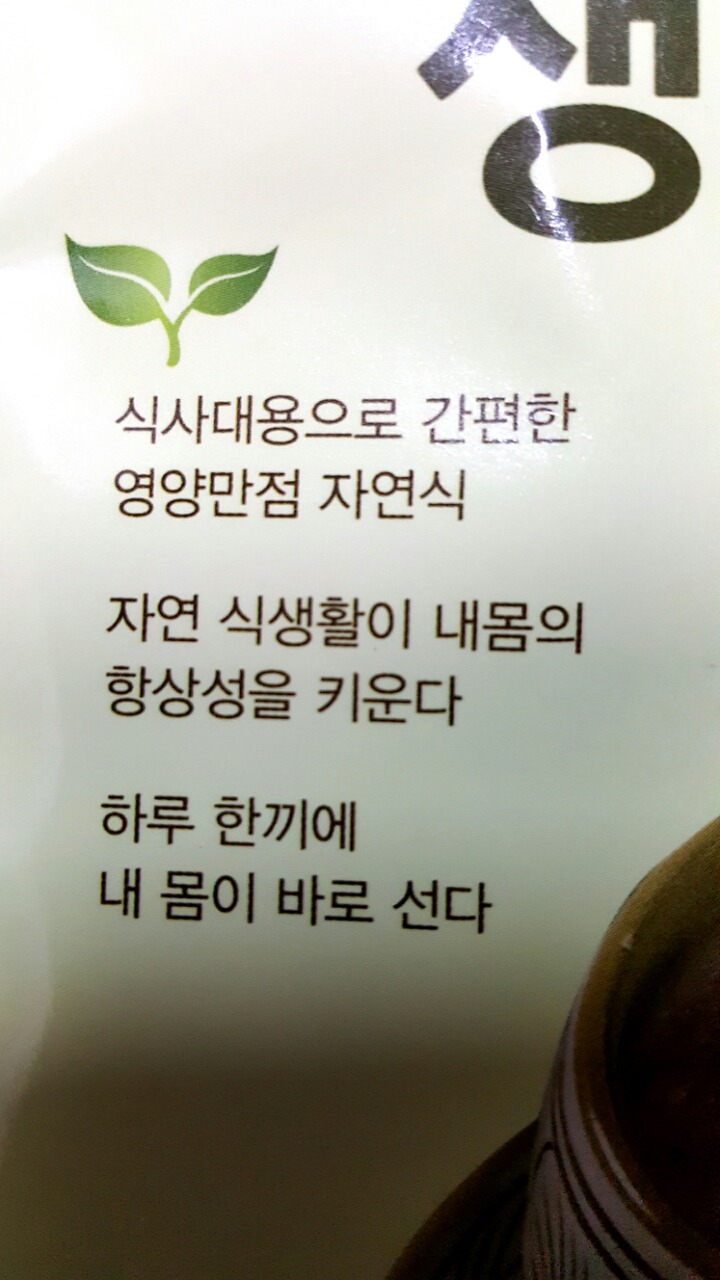 생
식사대용으로 간편한
영양만점 자연식
자연 식생활이 내몸의
항상성을 키운다
하루 한끼에
내 몸이 바로 선다